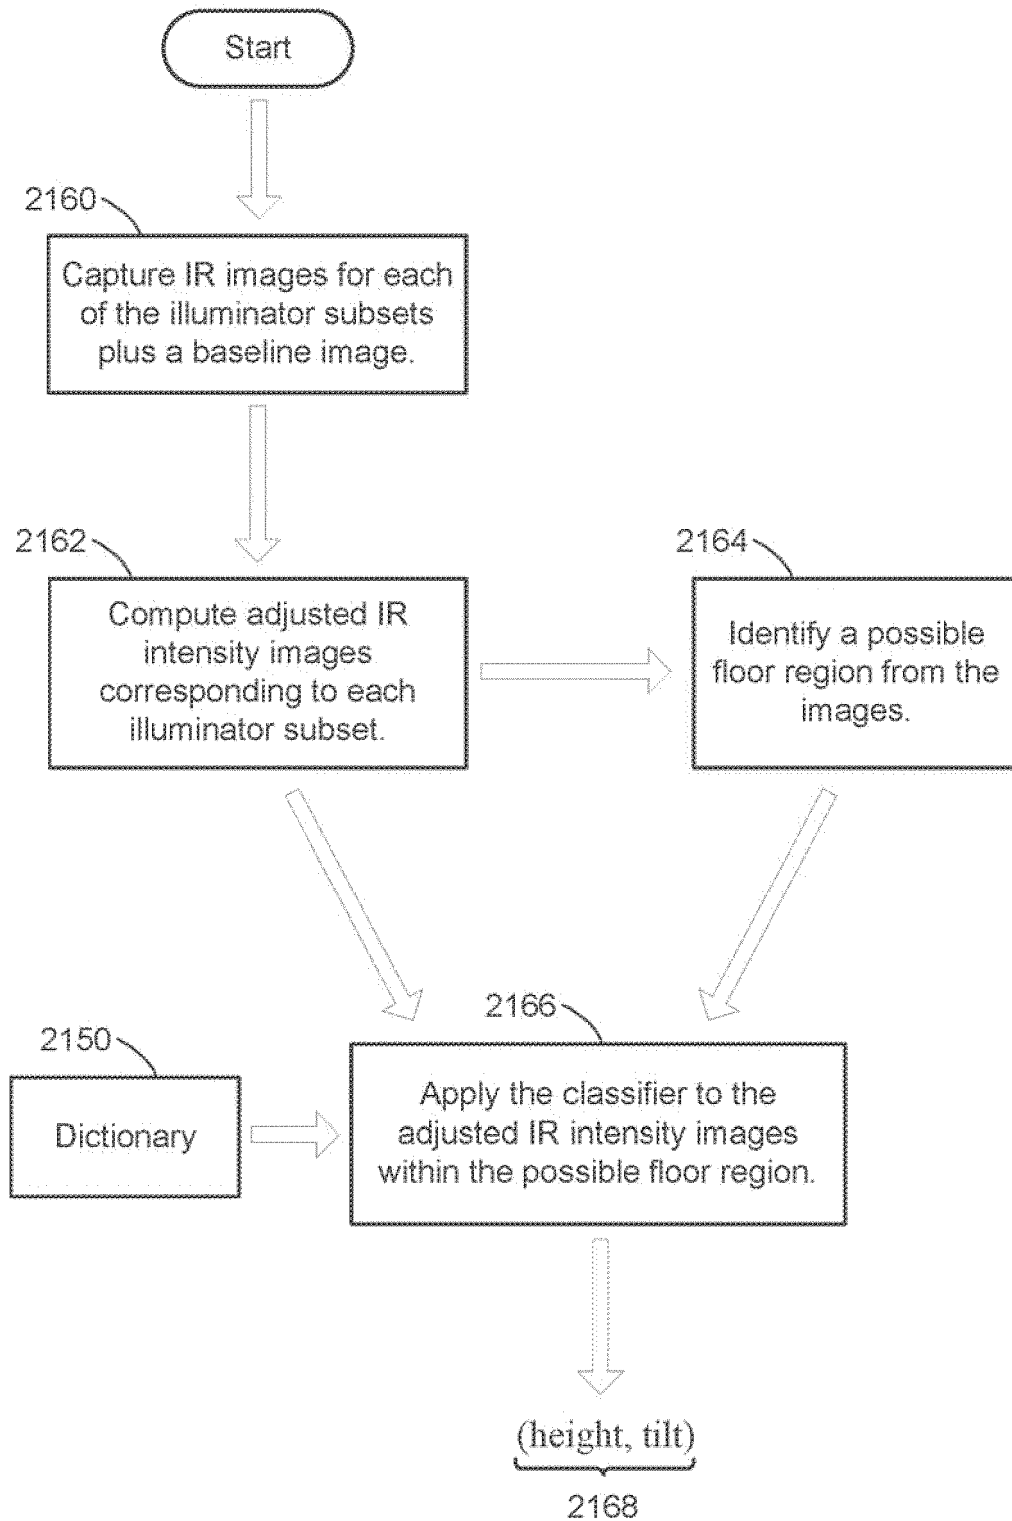 Start
2160
Capture IR images for each
of the illuminator subsets
plus a baseline image.
2162
Compute adjusted IR
intensity images
corresponding to each
illuminator subset.
2164
Identify a possible
floor region from the
images.
2150
Dictionary
2166
Apply the classifier to the
adjusted IR intensity images
within the possible floor region.
(height, tilt)
2168